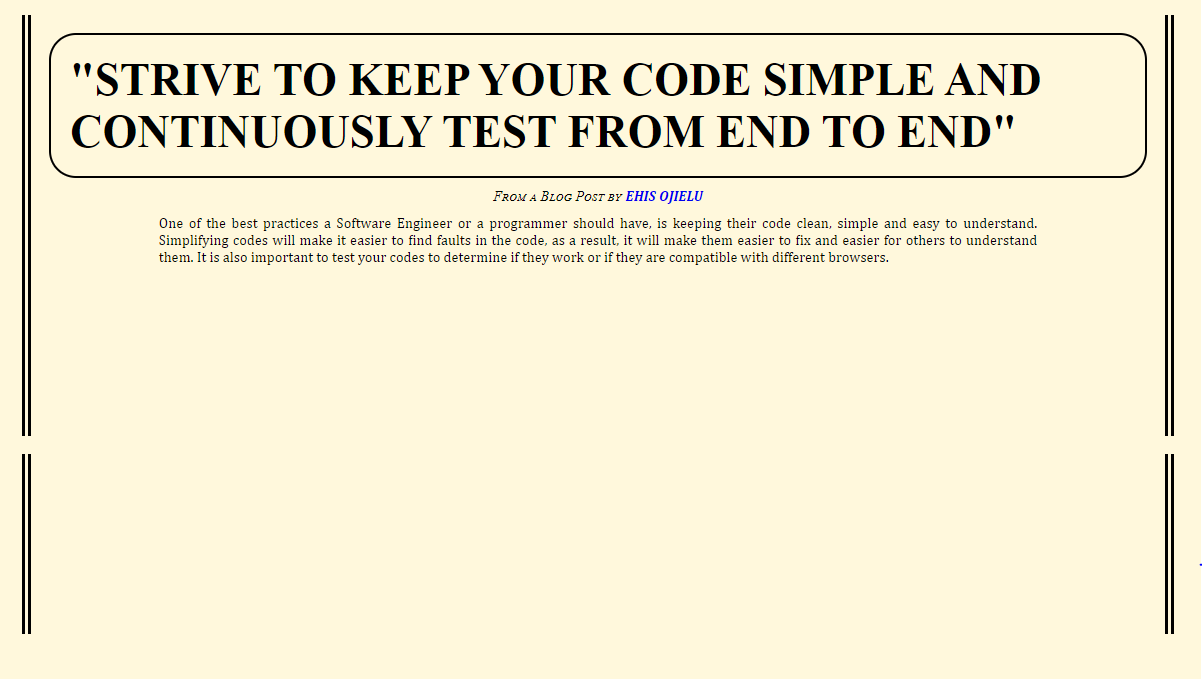 "STRIVE TO KEEP YOUR CODE SIMPLE AND
CONTINUOUSLY TEST FROM END TO END"
From a Blog Post by EHIS OJIELU
One of the best practices a Software Engineer or a programmer should have, is keeping their code clean, simple and easy to understand.
Simplifying codes will make it easier to find faults in the code, as a result, it will make them easier to fix and easier for others to understand
them. It is also important to test your codes to determine if they work or if they are compatible with different browsers.